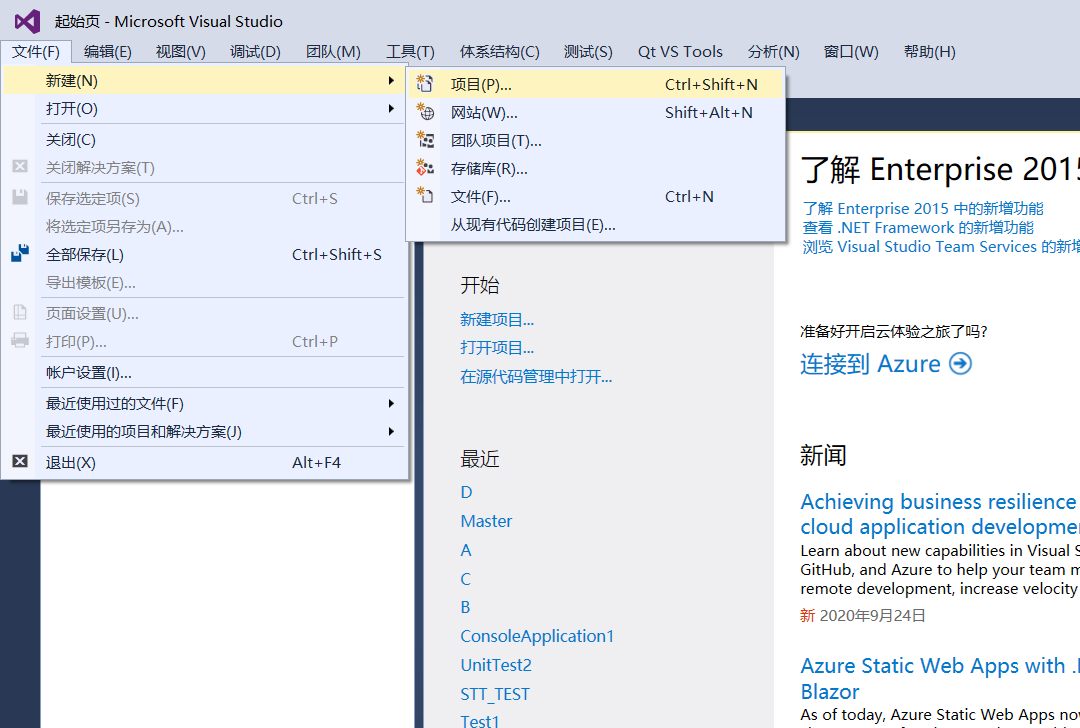 起始页 - Microsoft Visual Studio
文件(F) 编辑(E) 视图(V) 调试(D) 团队(M) 工具(T) 体系结构(C) 测试(S) Qt VS Tools 分析(N) 窗口(W) 帮助(H)
新建(N)
打开(O)
关闭(C)
关闭解决方案(T)
保存选定项(S) Ctrl+S
将选定项另存为(A)...
全部保存(L) Ctrl+Shift+S
导出模板(E)...
页面设置(U)...
打印(P)... Ctrl+P
帐户设置(I)...
最近使用过的文件(F)
最近使用的项目和解决方案(J)
退出(X) Alt+F4
项目(P)... Ctrl+Shift+N
网站(W)... Shift+Alt+N
团队项目(T)...
存储库(R)...
文件(F)... Ctrl+N
从现有代码创建项目(E)...
开始
新建项目...
打开项目...
在源代码管理中打开...
最近
D
Master
A
C
B
ConsoleApplication1
UnitTest2
STT_TEST
Test1
了解 Enterprise 201
了解 Enterprise 2015 中的新增功能
查看 .NET Framework 的新增功能
浏览 Visual Studio Team Services 的新增
准备好开启云体验之旅了吗?
连接到 Azure
新闻
Achieving business resilience
cloud application developme
Learn about new capabilities in Visual S
GitHub, and Azure to help your team m
remote development, increase velocity
新 2020年9月24日
Azure Static Web Apps with .
Blazor
As of today, Azure Static Web Apps now